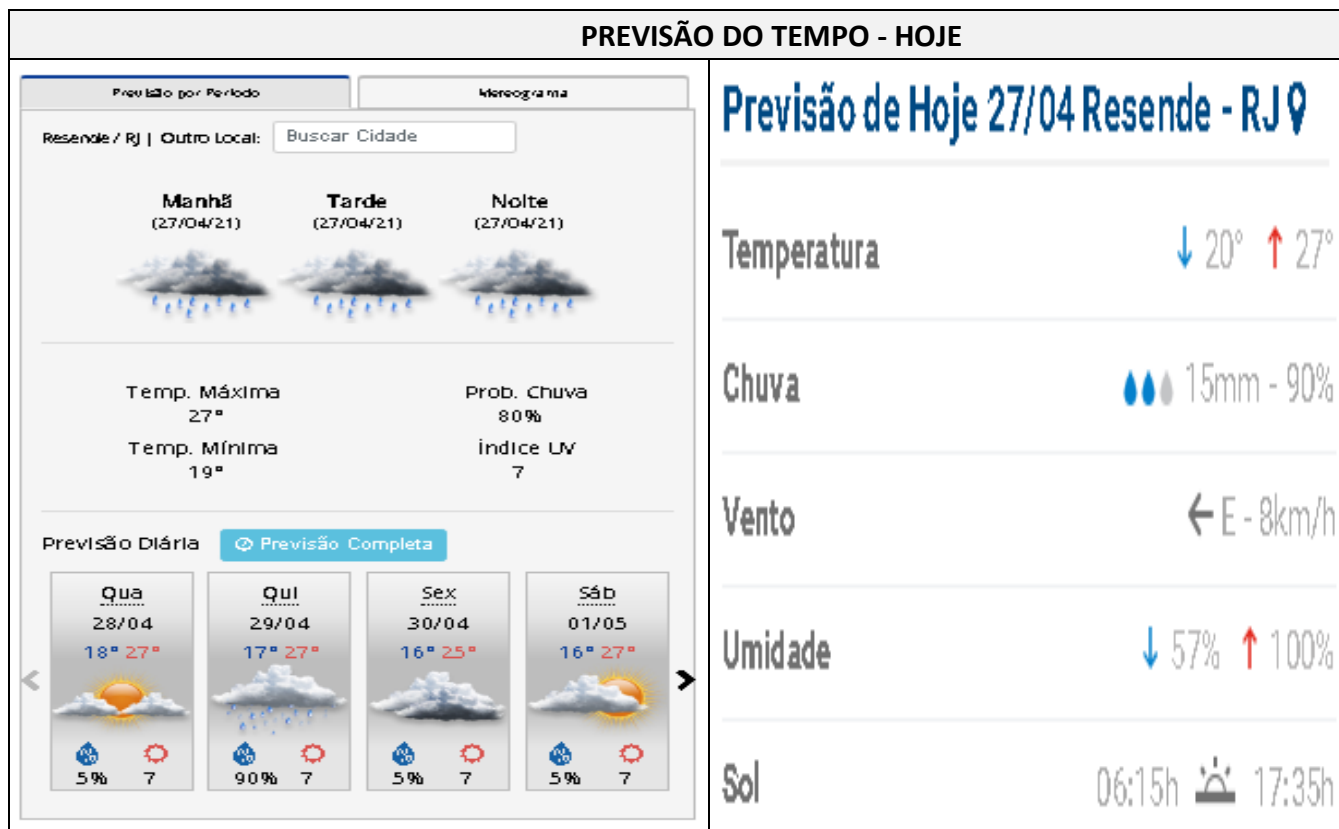 PREVISÃO DO TEMPO - HOJE
Previsão por Período
Meteograma
Resende / RJ | Outro Local: Buscar Cidade
Manhã Tarde Noite
(27/04/21) (27/04/21) (27/04/21)
Temp. Máxima Prob. Chuva
27° 80%
Temp. Mínima Índice UV
19° 7
Previsão Diária Previsão Completa
Qua Qui Sex Sáb
28/04 29/04 30/04 01/05
18° 27° 17° 27° 16° 25° 16° 27°
5% 7 90% 7 5% 7 5% 7
Previsão de Hoje 27/04 Resende - RJ
Temperatura 20° 27°
Chuva 15mm - 90%
Vento E - 8km/h
Umidade 57% 100%
Sol 06:15h 17:35h